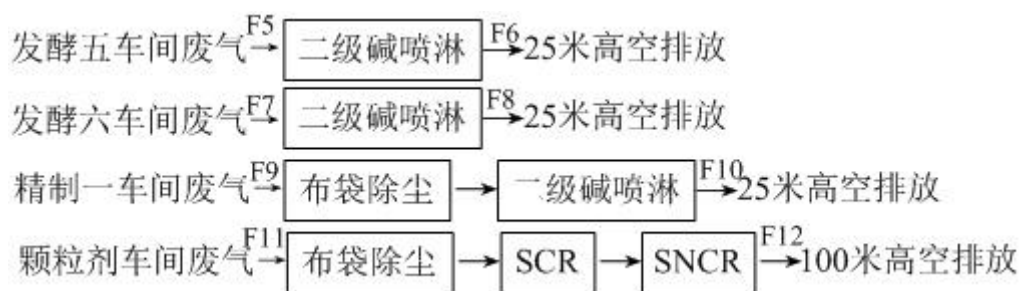 发酵五车间废气 F5 二级碱喷淋 F6 25米高空排放
发酵六车间废气 F7 二级碱喷淋 F8 25米高空排放
精制一车间废气 F9 布袋除尘 二级碱喷淋 F10 25米高空排放
颗粒剂车间废气 F11 布袋除尘 SCR SNCR F12 100米高空排放